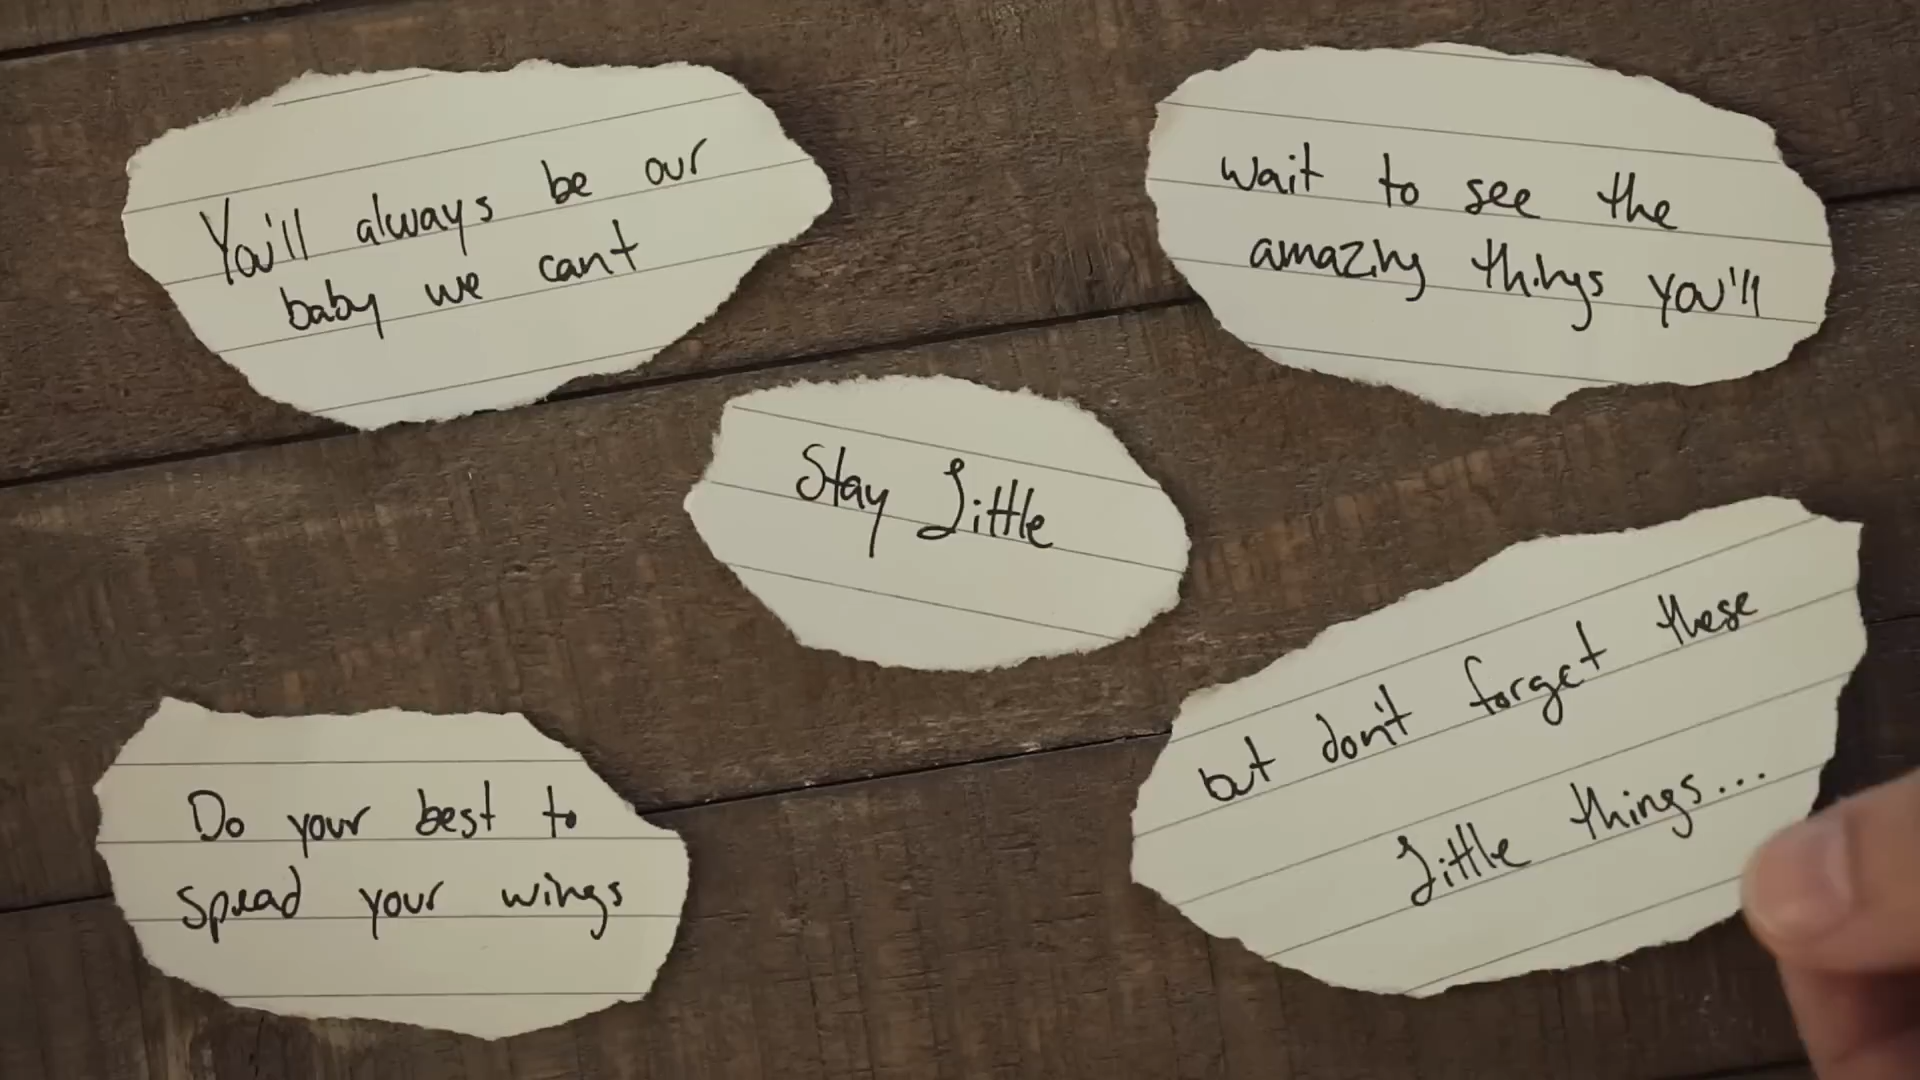 You'll always be our
baby we can't
wait to see the
amazing things you'll
Stay Little
Do your best to
spread your wings
but don't forget these
Little things...